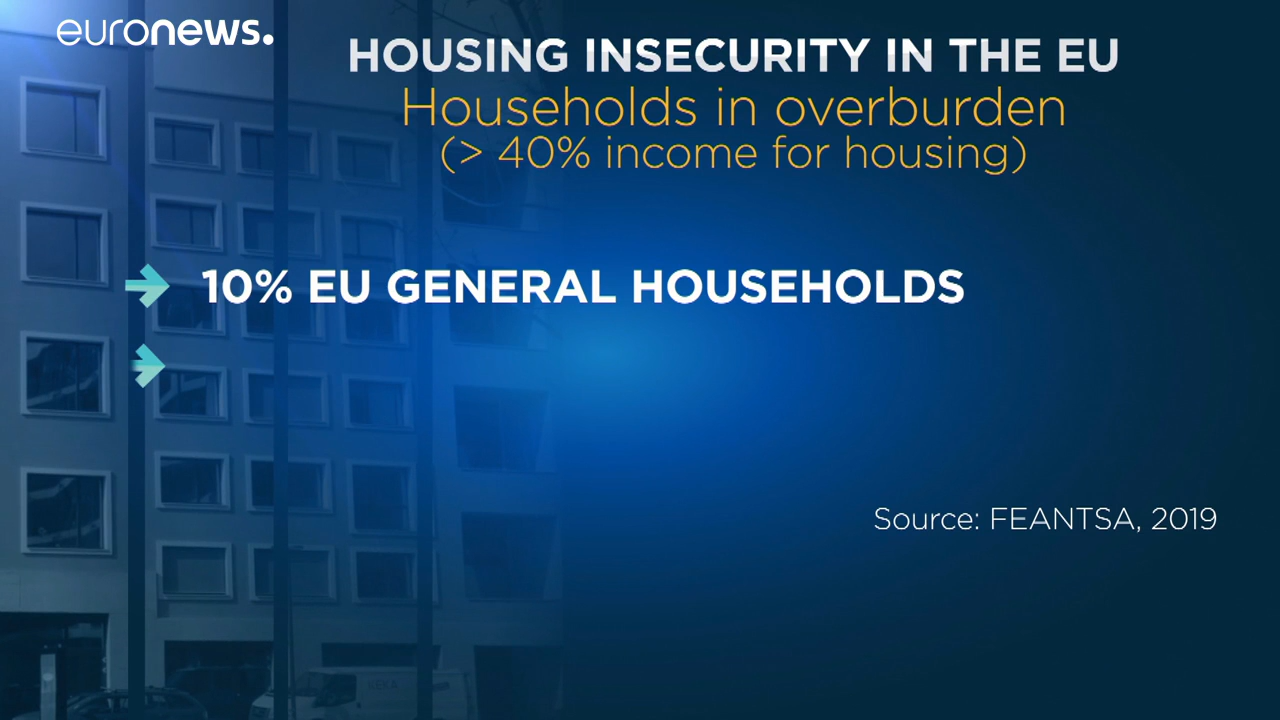 euronews.
HOUSING INSECURITY IN THE EU
Households in overburden
(> 40% income for housing)
10% EU GENERAL HOUSEHOLDS
Source: FEANTSA, 2019